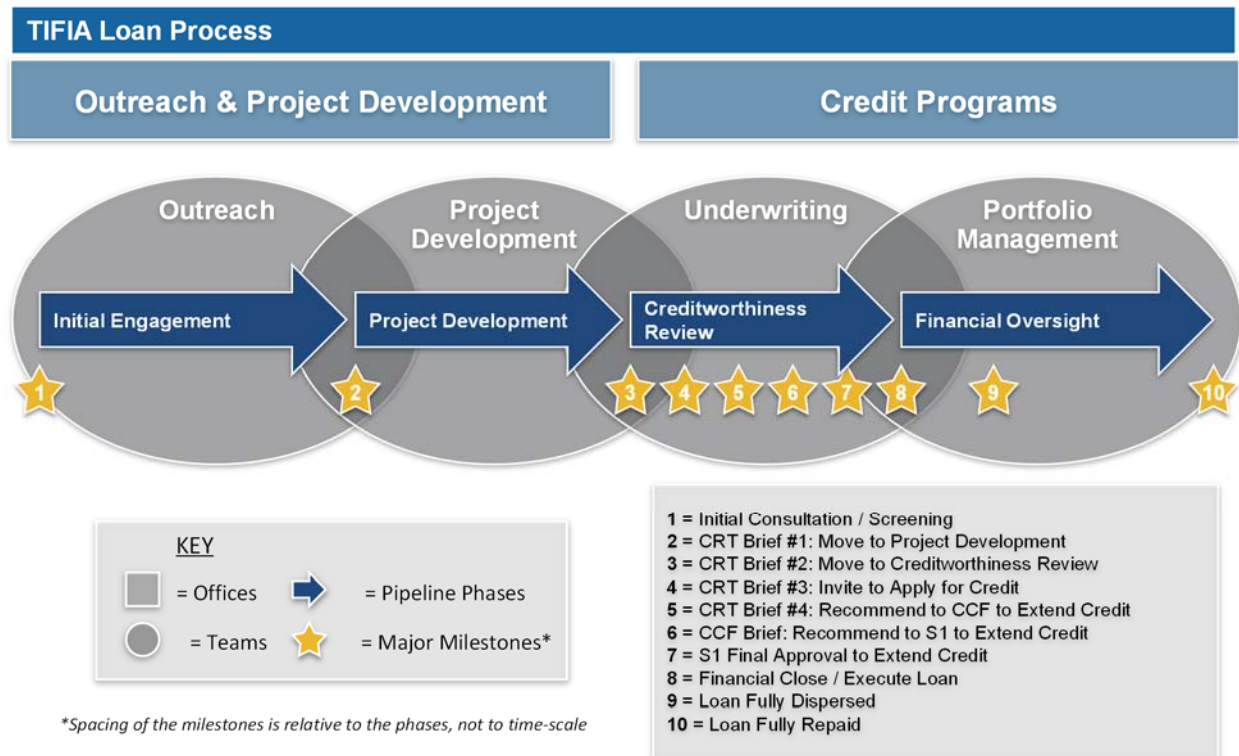 TIFIA Loan Process
Outreach & Project Development
Credit Programs
Outreach
Project
Development
Underwriting
Portfolio
Management
Initial Engagement
Project Development
Creditworthiness
Review
Financial Oversight
1
2
3
4
5
6
7
8
9
10
KEY
= Offices
= Pipeline Phases
= Teams
= Major Milestones*
*Spacing of the milestones is relative to the phases, not to time-scale
1 = Initial Consultation / Screening
2 = CRT Brief #1: Move to Project Development
3 = CRT Brief #2: Move to Creditworthiness Review
4 = CRT Brief #3: Invite to Apply for Credit
5 = CRT Brief #4: Recommend to CCF to Extend Credit
6 = CCF Brief: Recommend to S1 to Extend Credit
7 = S1 Final Approval to Extend Credit
8 = Financial Close / Execute Loan
9 = Loan Fully Dispersed
10 = Loan Fully Repaid